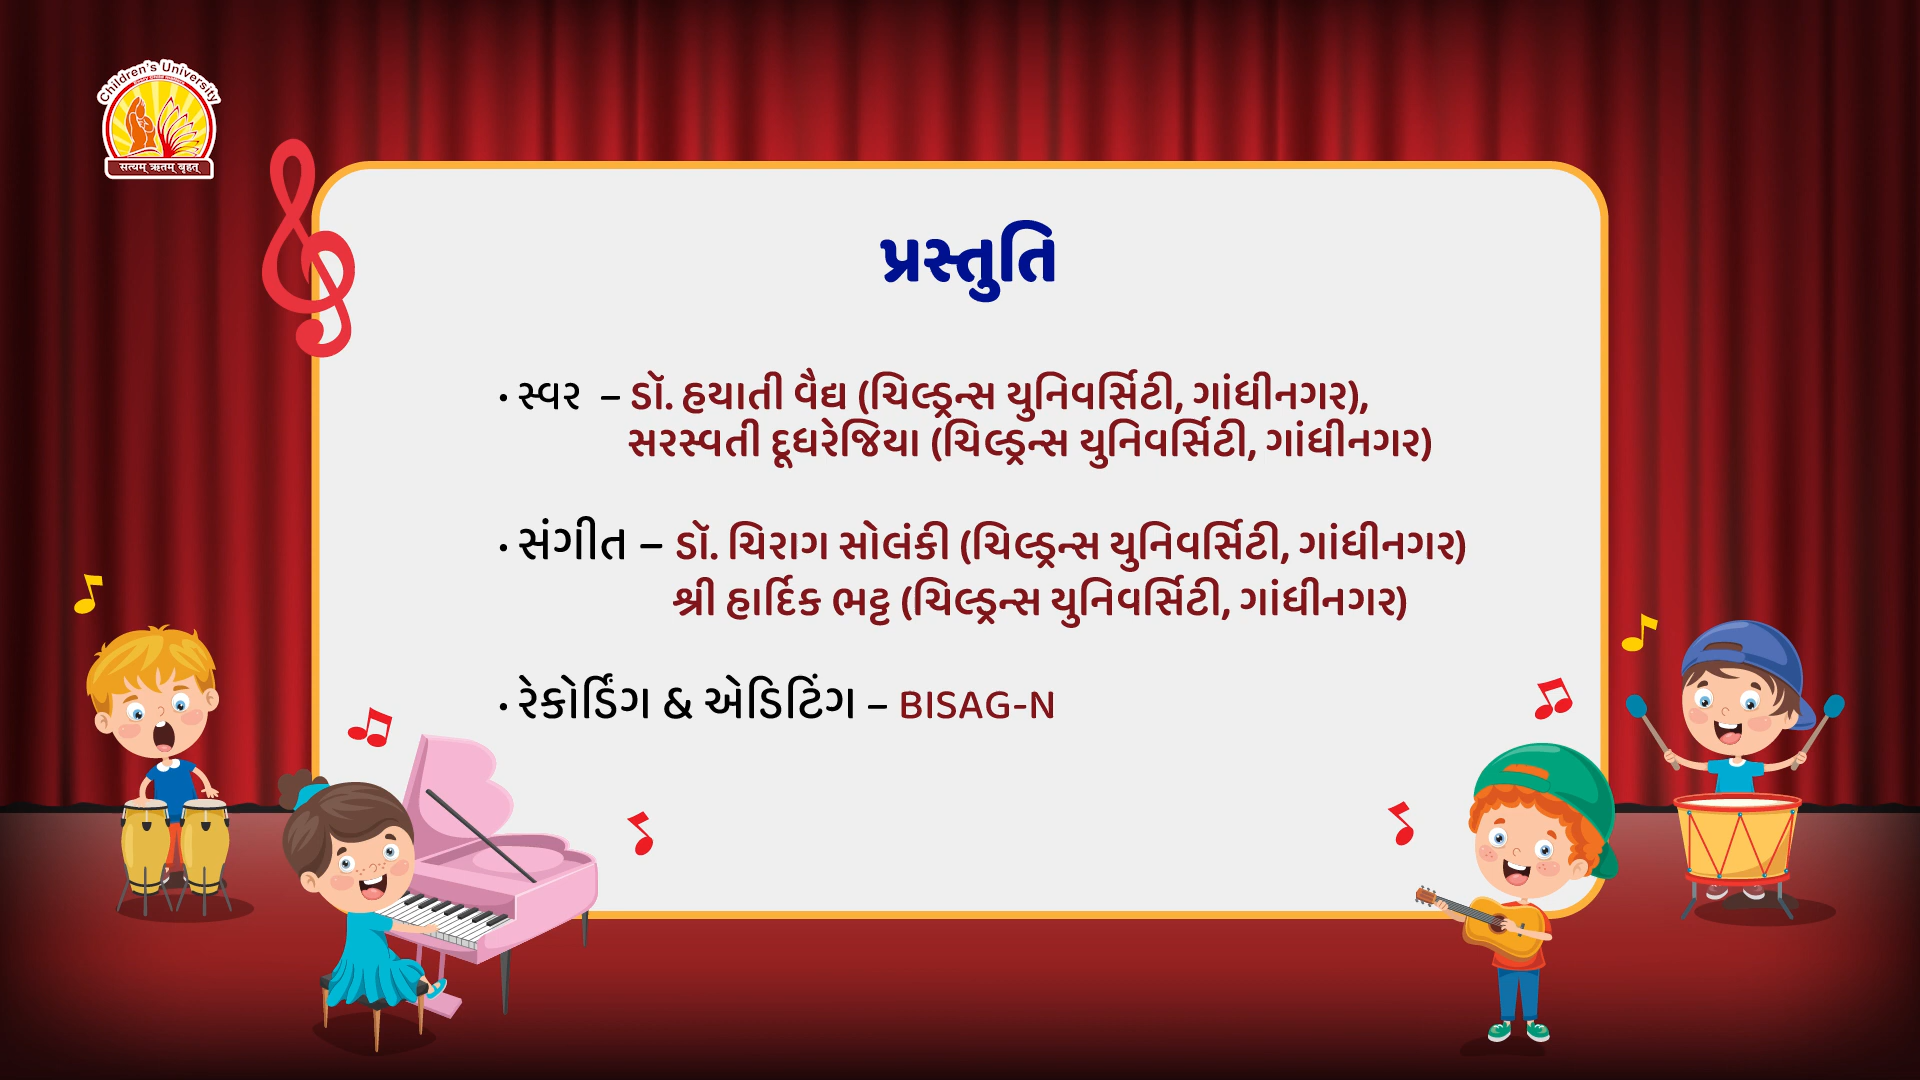 Children's University
सत्यम् ऋतम् बृहत्
પ્રસ્તુતિ
• સ્વર – ડૉ. હયાતી વૈદ્ય (ચિલ્ડ્રન્સ યુનિવર્સિટી, ગાંધીનગર),
સરસ્વતી દૂધરેજિયા (ચિલ્ડ્રન્સ યુનિવર્સિટી, ગાંધીનગર)
• સંગીત – ડૉ. ચિરાગ સોલંકી (ચિલ્ડ્રન્સ યુનિવર્સિટી, ગાંધીનગર)
શ્રી હાર્દિક ભટ્ટ (ચિલ્ડ્રન્સ યુનિવર્સિટી, ગાંધીનગર)
• રેકોર્ડિંગ & એડિટિંગ – BISAG-N